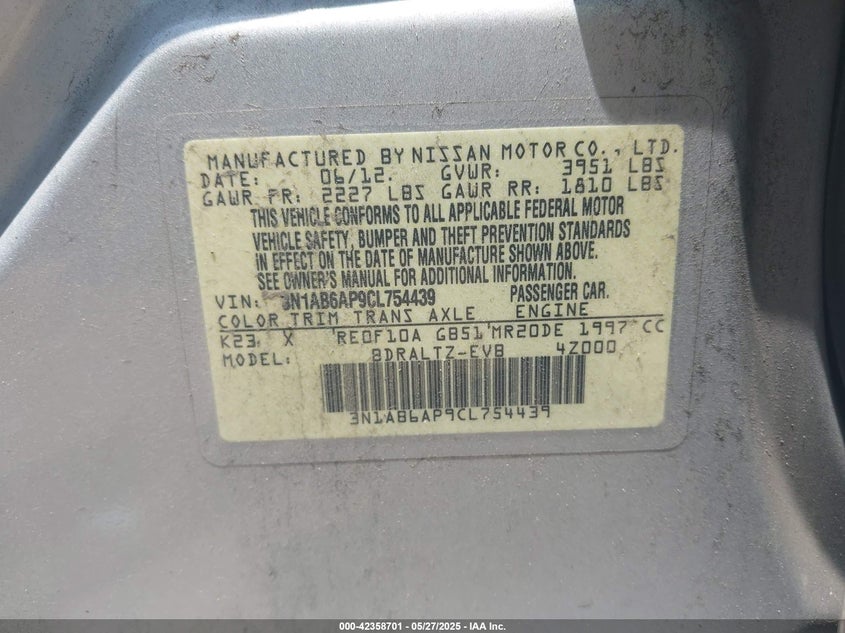 MANUFACTURED BY NISSAN MOTOR CO., LTD.
DATE: 06/12. GVWR: 3951 LBS
GAWR FR: 2227 LBS GAWR RR: 1810 LBS
THIS VEHICLE CONFORMS TO ALL APPLICABLE FEDERAL MOTOR
VEHICLE SAFETY, BUMPER AND THEFT PREVENTION STANDARDS
IN EFFECT ON THE DATE OF MANUFACTURE SHOWN ABOVE.
SEE OWNER'S MANUAL FOR ADDITIONAL INFORMATION.
VIN: 3N1AB6AP9CL754439 PASSENGER CAR.
COLOR TRIM TRANS AXLE ENGINE
K23 X RE0F10A GB51 MR20DE 1997 CC
MODEL: BDRALTZ-EVB 4Z000
3N1AB6AP9CL754439
000-42358701 - 05/27/2025 - IAA Inc.